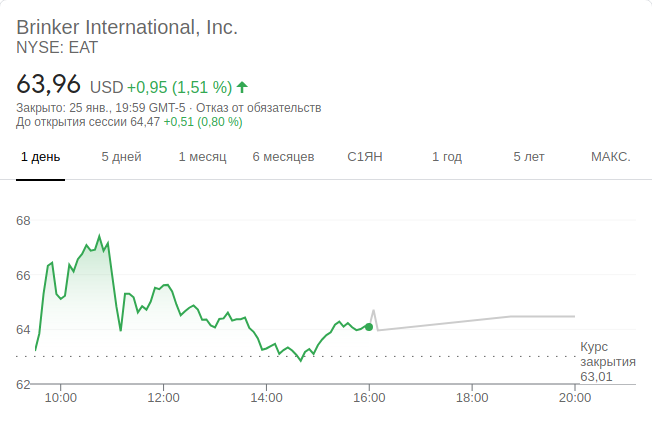 Brinker International, Inc.
NYSE: EAT
63,96 USD +0,95 (1,51 %)
Закрыто: 25 янв., 19:59 GMT-5 · Отказ от обязательств
До открытия сессии 64,47 +0,51 (0,80 %)
1 день 5 дней 1 месяц 6 месяцев С1ЯН 1 год 5 лет МАКС.
68
66
64
Курс
закрытия
63,01
62
10:00 12:00 14:00 16:00 18:00 20:00